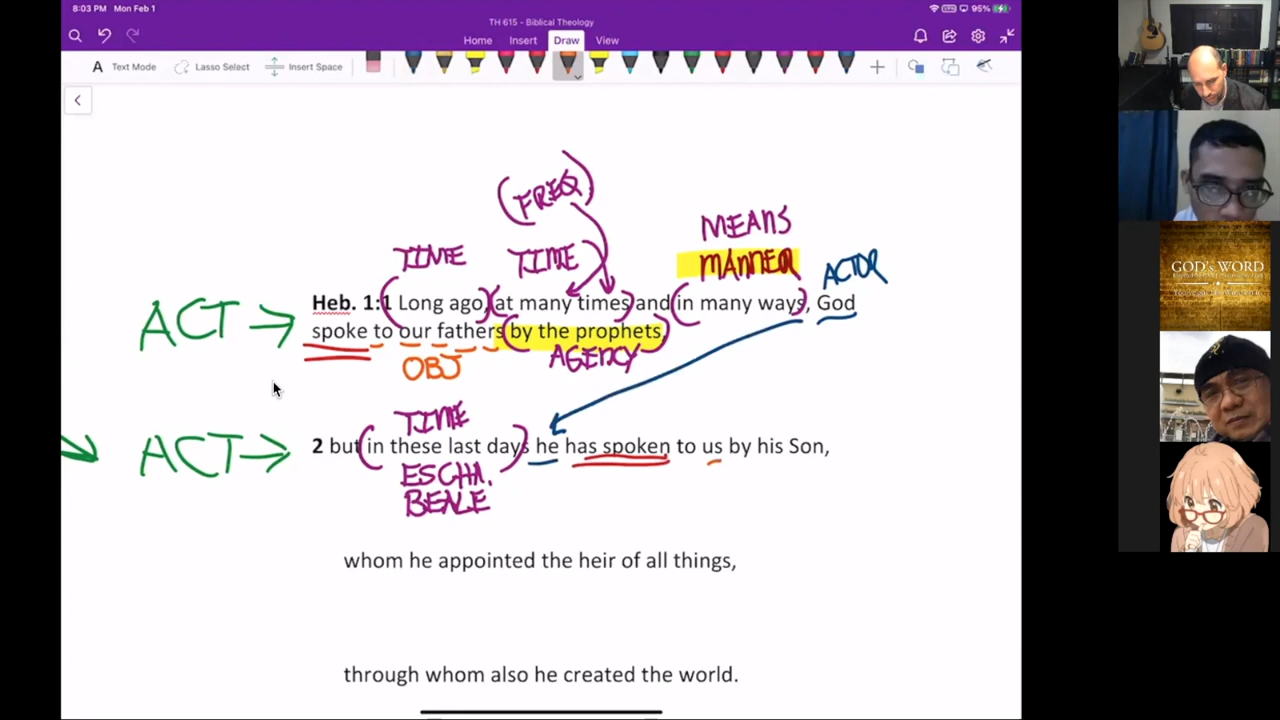 8:03 PM Mon Feb 1
95%
TH 615 - Biblical Theology
Home Insert Draw View
A Text Mode Lasso Select Insert Space
(FREQ)
MEANS
TIME TIME MANNER ACTOR
ACT → Heb. 1:1 (Long ago,) (at many times) and (in many ways), God
spoke to our fathers (by the prophets,)
OBJ AGENCY
TIME
ACT → 2 but (in these last days) he has spoken to us by his Son,
ESCHA.
BEALE
whom he appointed the heir of all things,
through whom also he created the world.
GOD's WORD